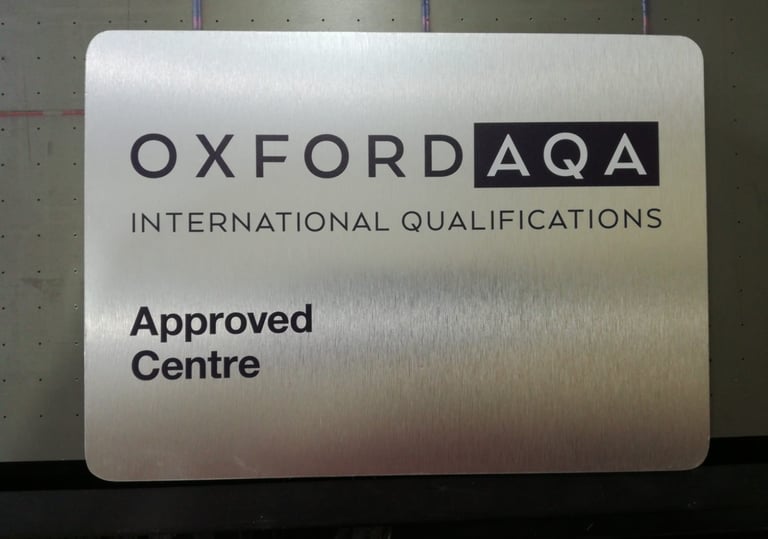 OXFORD AQA
INTERNATIONAL QUALIFICATIONS
Approved
Centre